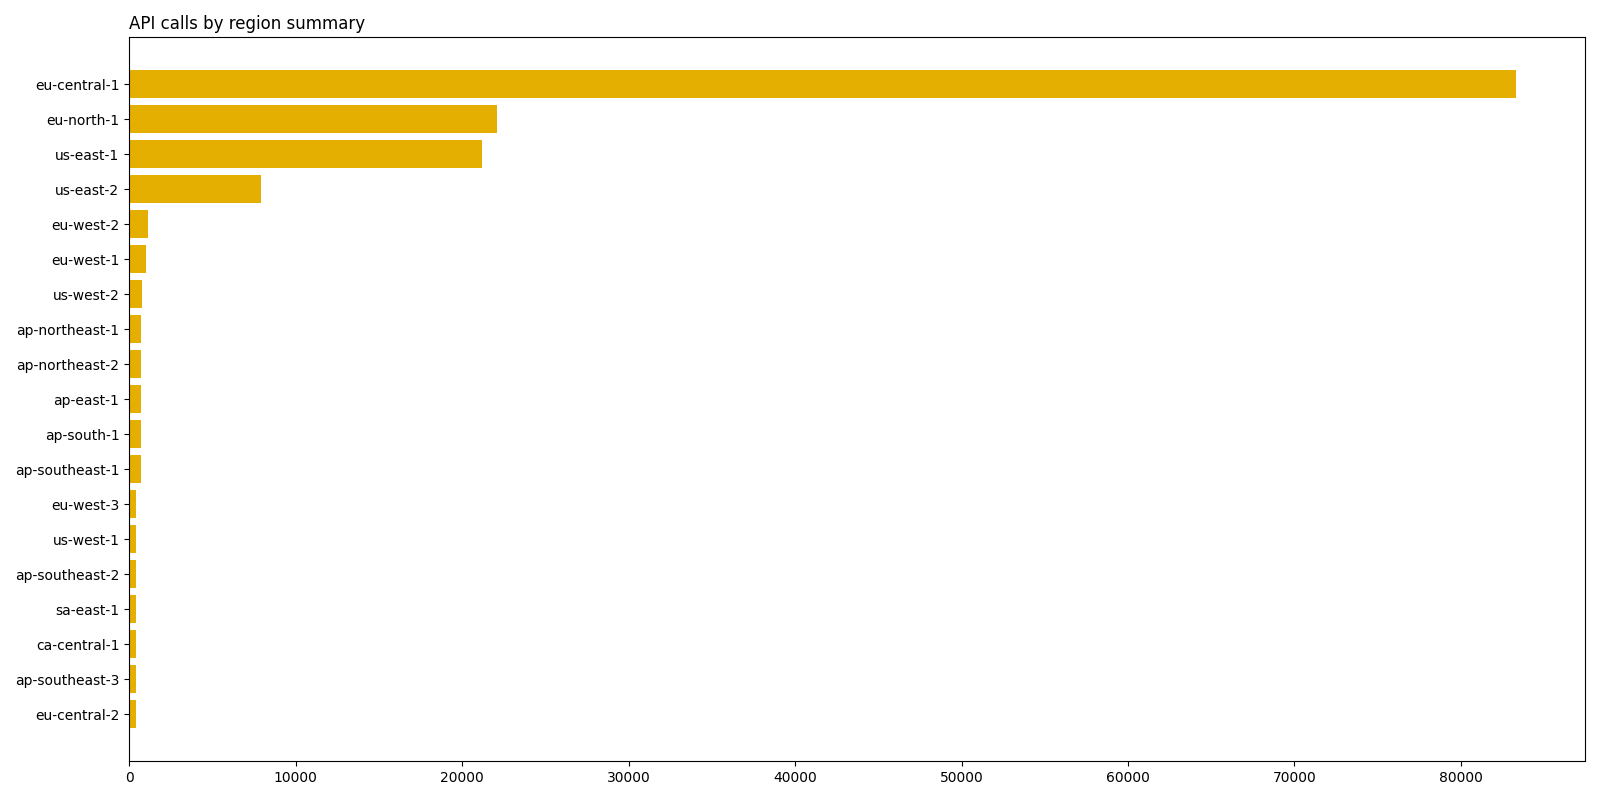 API calls by region summary
eu-central-1
eu-north-1
us-east-1
us-east-2
eu-west-2
eu-west-1
us-west-2
ap-northeast-1
ap-northeast-2
ap-east-1
ap-south-1
ap-southeast-1
eu-west-3
us-west-1
ap-southeast-2
sa-east-1
ca-central-1
ap-southeast-3
eu-central-2
0 10000 20000 30000 40000 50000 60000 70000 80000